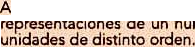 A
representaciones de un
unidades de distinto orden,